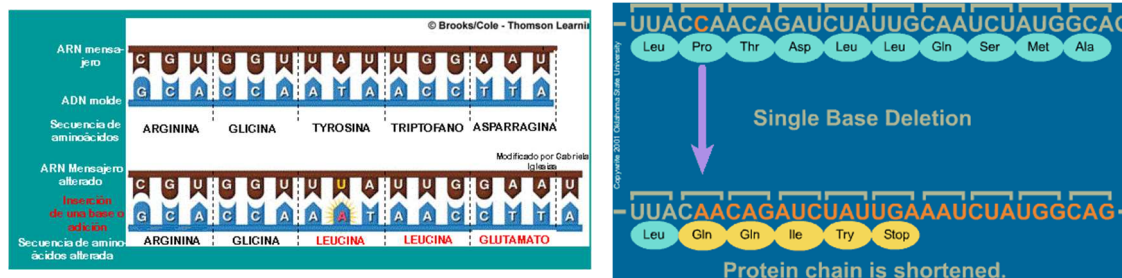 © Brooks/Cole - Thomson Learnin
ARN mensa-
jero
C G U G G U U A U U G G A A U
ADN molde
G C A C C A A T A A C C T T A
Secuencia de
aminoácidos
ARGININA GLICINA TYROSINA TRIPTOFANO ASPARRAGINA
Modificado por Gabriela
Iglesias
ARN Mensajero
alterado
C G U G G U U U A U U G G A A U
Inserción
de una base o
adición
G C A C C A A A T A A C C T T A
Secuencia de amino-
ácidos alterada
ARGININA GLICINA LEUCINA LEUCINA GLUTAMATO
UUACCAACAGAUCUAUUGCAAUCUAUGGCAG
Leu Pro Thr Asp Leu Leu Gln Ser Met Ala
Single Base Deletion
Copywrite 2001 Oklahoma State University
UUACAACAGAUCUAUUGAAAUCUAUGGCAG
Leu Gln Gln Ile Try Stop
Protein chain is shortened.